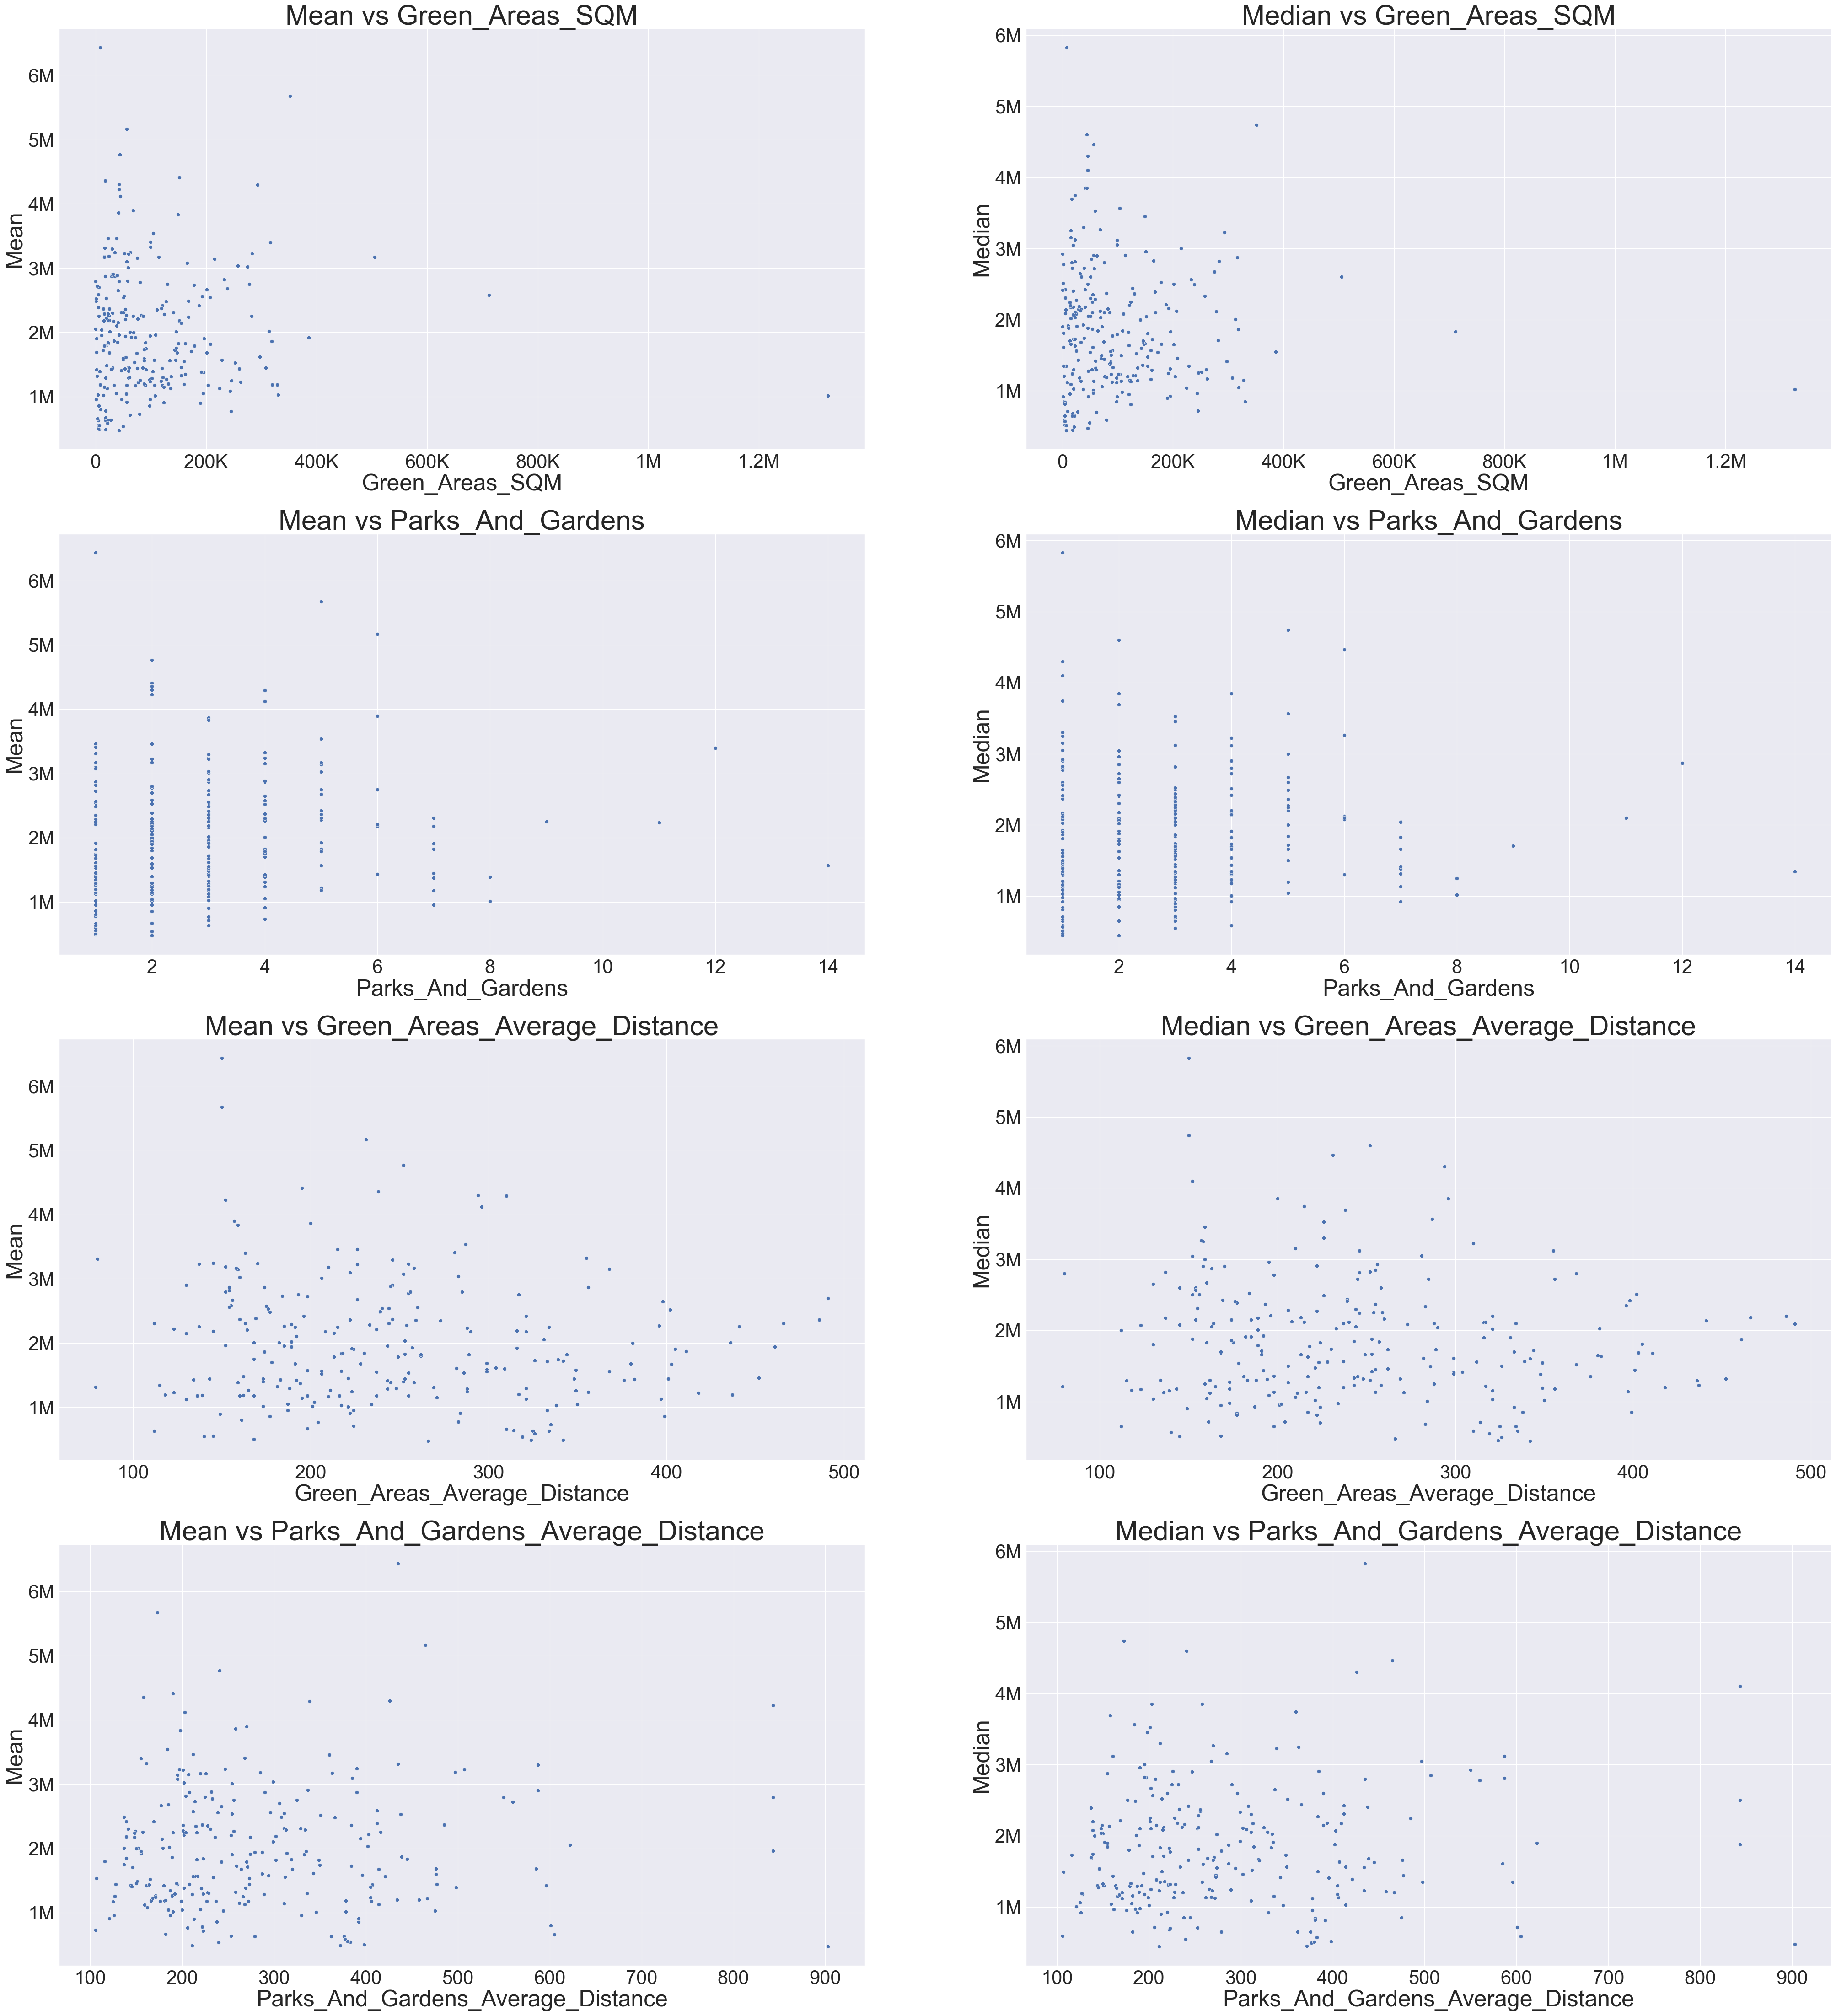 Mean vs Green_Areas_SQM
6M
5M
4M
3M
2M
1M
Mean
0 200K 400K 600K 800K 1M 1.2M
Green_Areas_SQM
Median vs Green_Areas_SQM
6M
5M
4M
3M
2M
1M
Median
0 200K 400K 600K 800K 1M 1.2M
Green_Areas_SQM
Mean vs Parks_And_Gardens
6M
5M
4M
3M
2M
1M
Mean
2 4 6 8 10 12 14
Parks_And_Gardens
Median vs Parks_And_Gardens
6M
5M
4M
3M
2M
1M
Median
2 4 6 8 10 12 14
Parks_And_Gardens
Mean vs Green_Areas_Average_Distance
6M
5M
4M
3M
2M
1M
Mean
100 200 300 400 500
Green_Areas_Average_Distance
Median vs Green_Areas_Average_Distance
6M
5M
4M
3M
2M
1M
Median
100 200 300 400 500
Green_Areas_Average_Distance
Mean vs Parks_And_Gardens_Average_Distance
6M
5M
4M
3M
2M
1M
Mean
100 200 300 400 500 600 700 800 900
Parks_And_Gardens_Average_Distance
Median vs Parks_And_Gardens_Average_Distance
6M
5M
4M
3M
2M
1M
Median
100 200 300 400 500 600 700 800 900
Parks_And_Gardens_Average_Distance